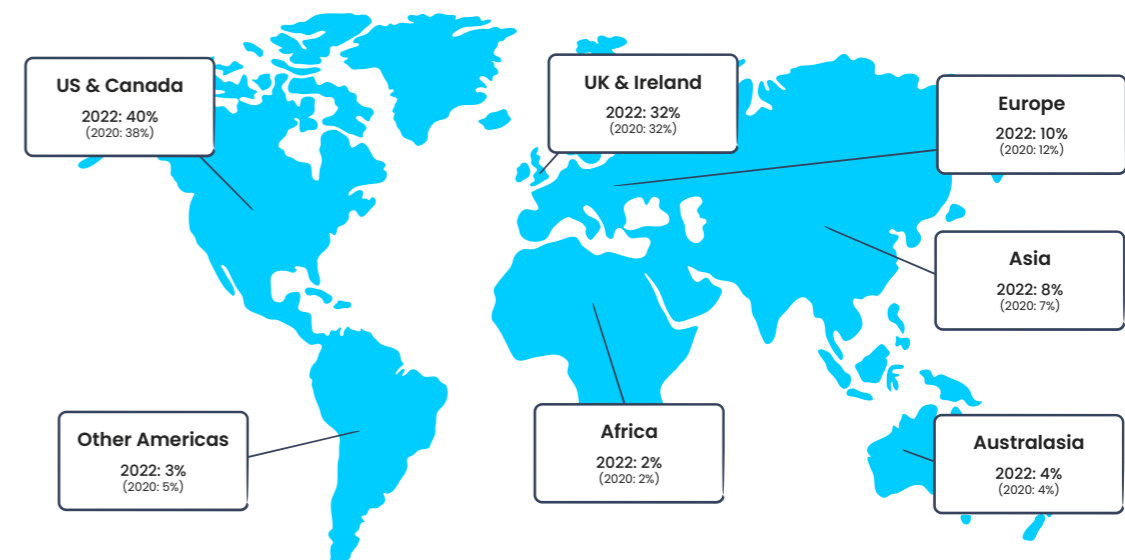 US & Canada
2022: 40%
(2020: 38%)
UK & Ireland
2022: 32%
(2020: 32%)
Europe
2022: 10%
(2020: 12%)
Asia
2022: 8%
(2020: 7%)
Other Americas
2022: 3%
(2020: 5%)
Africa
2022: 2%
(2020: 2%)
Australasia
2022: 4%
(2020: 4%)